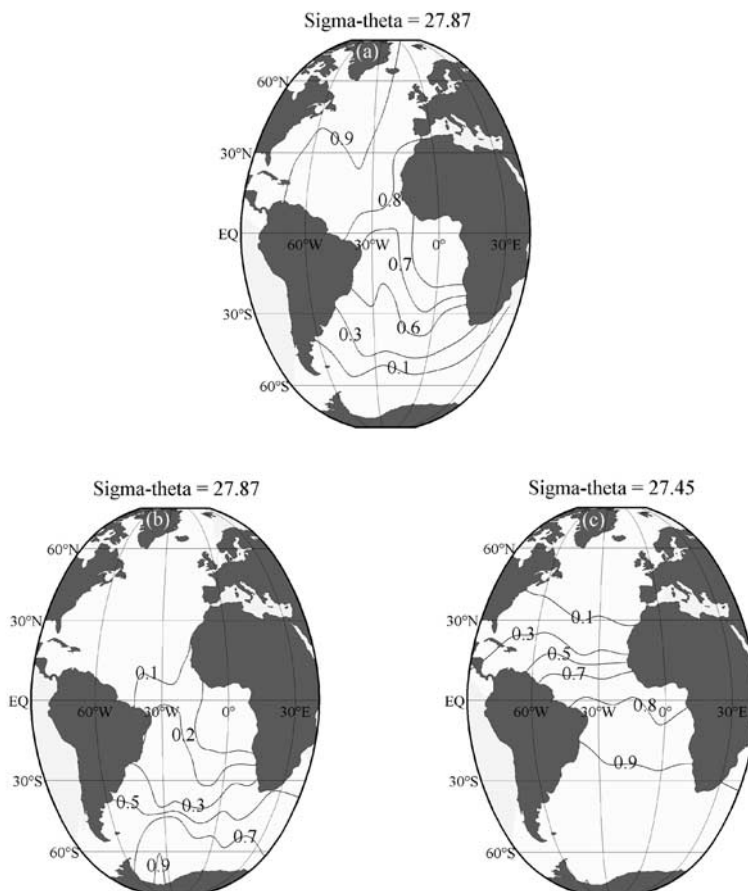 Sigma-theta = 27.87
(a)
60°N
0.9
30°N
0.8
EQ
60°W 30°W 0° 30°E
0.7
30°S
0.3 0.6
0.1
60°S
Sigma-theta = 27.87
(b)
60°N
30°N
0.1
EQ
60°W 30°W 0° 30°E
0.2
30°S
0.5 0.3
0.7
60°S
0.9
Sigma-theta = 27.45
(c)
60°N
0.1
30°N
0.3
0.5
0.7
EQ
60°W 30°W 0.8 0° 30°E
0.9
30°S
60°S